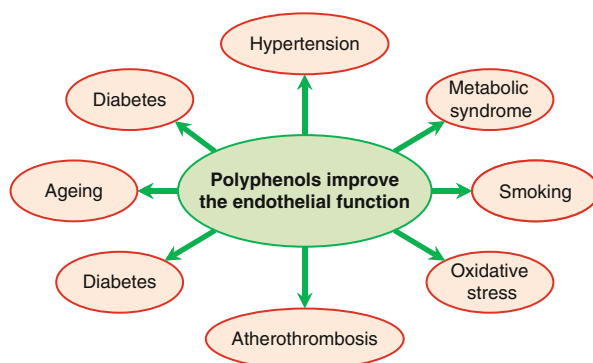 Hypertension
Diabetes
Metabolic
syndrome
Ageing
Polyphenols improve
the endothelial function
Smoking
Diabetes
Oxidative
stress
Atherothrombosis